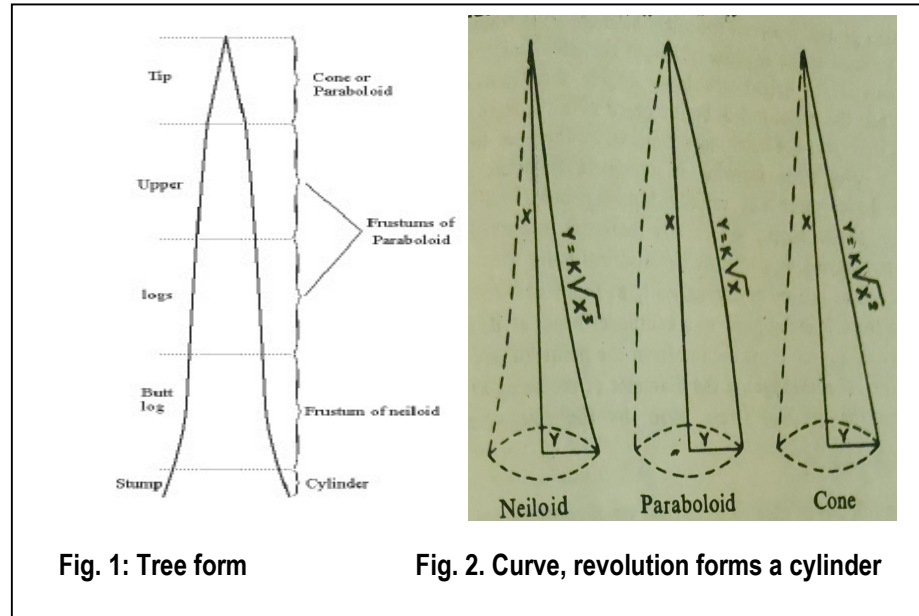 Tip
Cone or
Paraboloid
Upper
Frustums of
Paraboloid
logs
Butt
log
Frustum of neiloid
Stump
Cylinder
X
Y=K√X³
Y
Neiloid
X
Y=K√X
Y
Paraboloid
X
Y
Cone
Fig. 1: Tree form
Fig. 2. Curve, revolution forms a cylinder